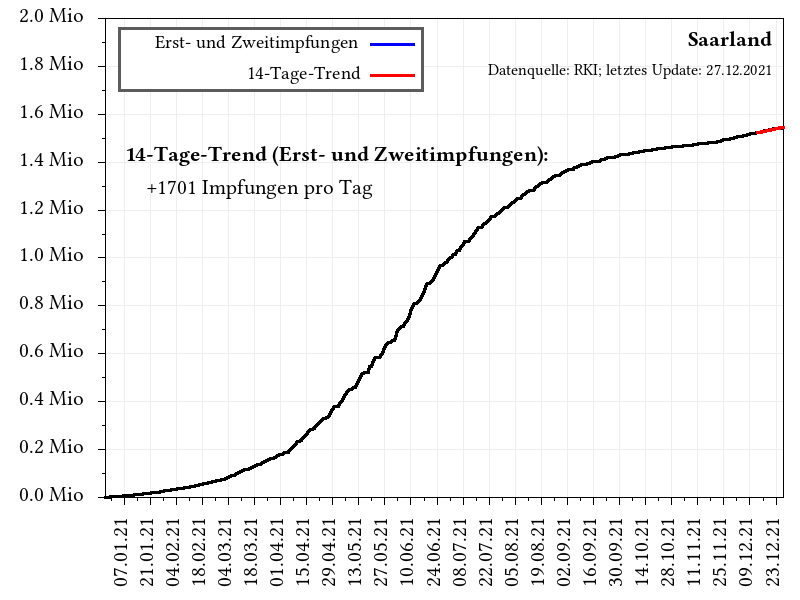 2.0 Mio
1.8 Mio
1.6 Mio
1.4 Mio
1.2 Mio
1.0 Mio
0.8 Mio
0.6 Mio
0.4 Mio
0.2 Mio
0.0 Mio
Erst- und Zweitimpfungen
14-Tage-Trend
Saarland
Datenquelle: RKI; letztes Update: 27.12.2021
14-Tage-Trend (Erst- und Zweitimpfungen):
+1701 Impfungen pro Tag
07.01.21
21.01.21
04.02.21
18.02.21
04.03.21
18.03.21
01.04.21
15.04.21
29.04.21
13.05.21
27.05.21
10.06.21
24.06.21
08.07.21
22.07.21
05.08.21
19.08.21
02.09.21
16.09.21
30.09.21
14.10.21
28.10.21
11.11.21
25.11.21
09.12.21
23.12.21